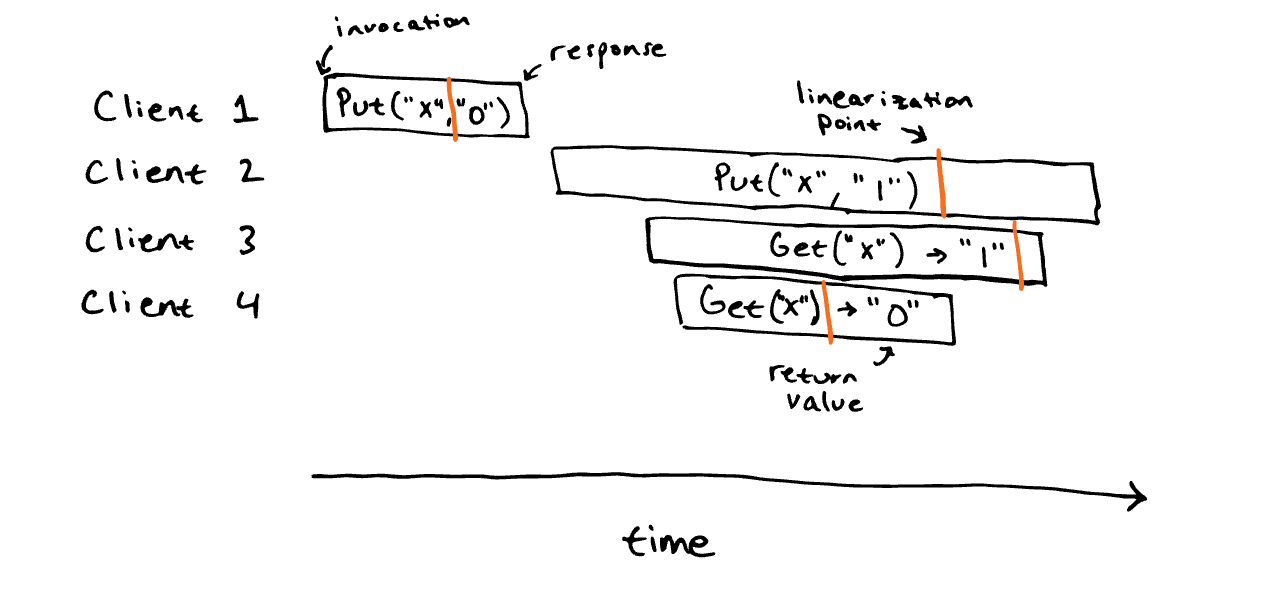 invocation
response
Client 1
Put("x", "0")
linearization
point
Client 2
Put("x", "1")
Client 3
Get("x") → "1"
Client 4
Get("x") → "0"
return
value
time